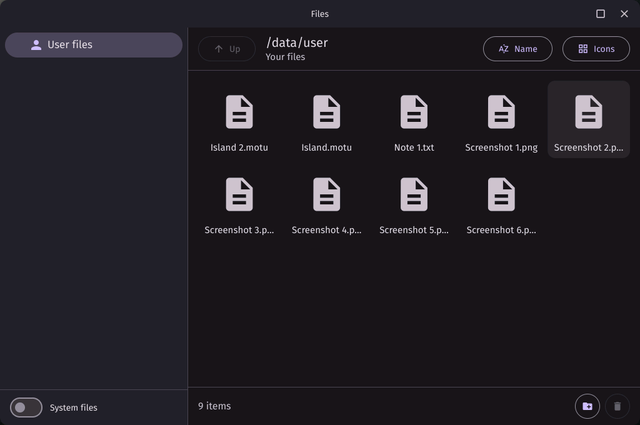 Files
User files
Up
/data/user
Your files
Name
Icons
Island 2.motu
Island.motu
Note 1.txt
Screenshot 1.png
Screenshot 2.p...
Screenshot 3.p...
Screenshot 4.p...
Screenshot 5.p...
Screenshot 6.p...
System files
9 items